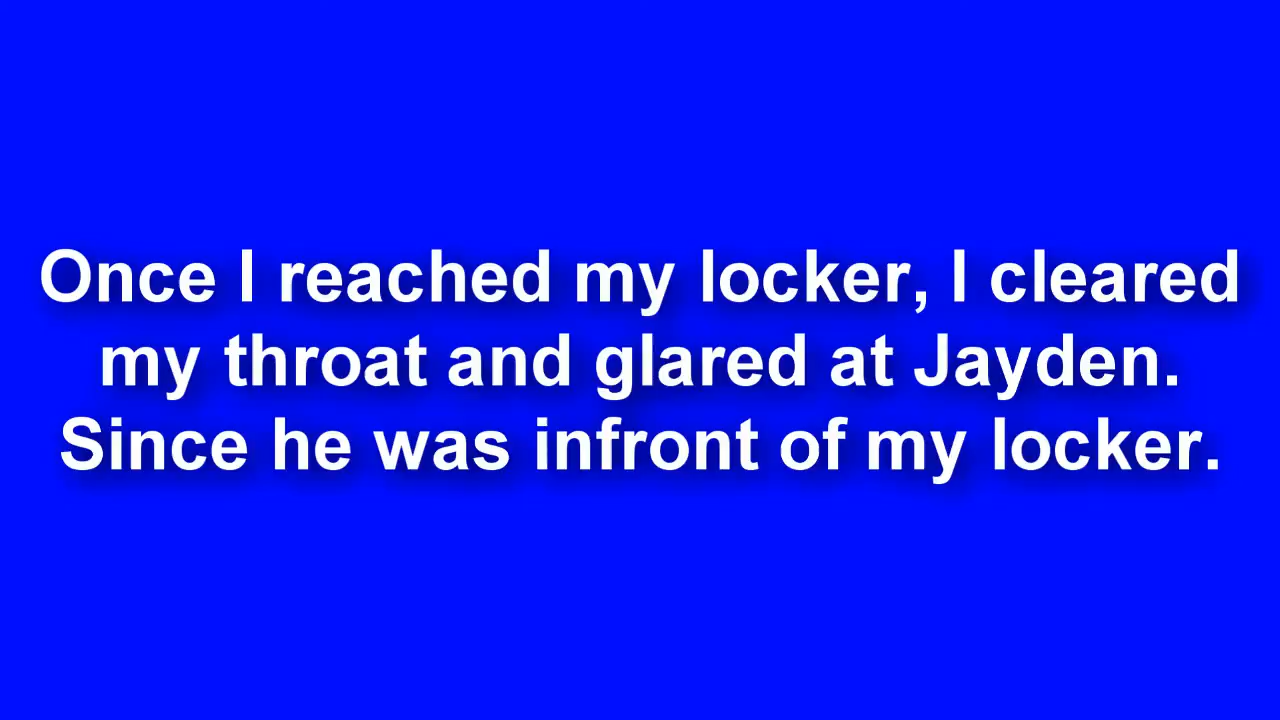 Once I reached my locker, I cleared
my throat and glared at Jayden.
Since he was infront of my locker.